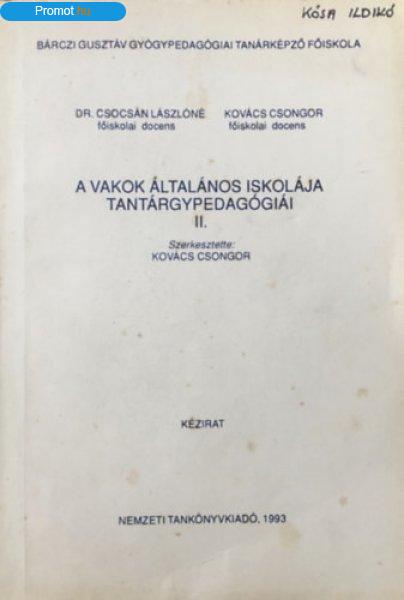 Promot.hu
KÓSA ILDIKÓ
BÁRCZI GUSZTÁV GYÓGYPEDAGÓGIAI TANÁRKÉPZŐ FŐISKOLA
DR. CSOCSÁN LÁSZLÓNÉ KOVÁCS CSONGOR
főiskolai docens főiskolai docens
A VAKOK ÁLTALÁNOS ISKOLÁJA
TANTÁRGYPEDAGÓGIÁI
II.
Szerkesztette:
KOVÁCS CSONGOR
KÉZIRAT
NEMZETI TANKÖNYVKIADÓ, 1993